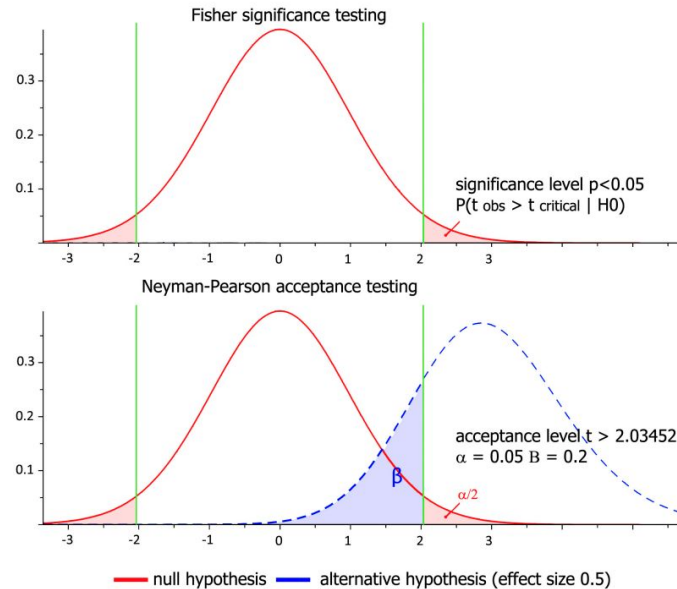 Fisher significance testing
0.3
0.2
0.1
significance level p<0.05
P(t obs > t critical | H0)
-3 -2 -1 0 1 2 3
Neyman-Pearson acceptance testing
0.3
0.2
0.1
acceptance level t > 2.03452
α = 0.05 B = 0.2
β
α/2
-3 -2 -1 0 1 2 3
null hypothesis alternative hypothesis (effect size 0.5)